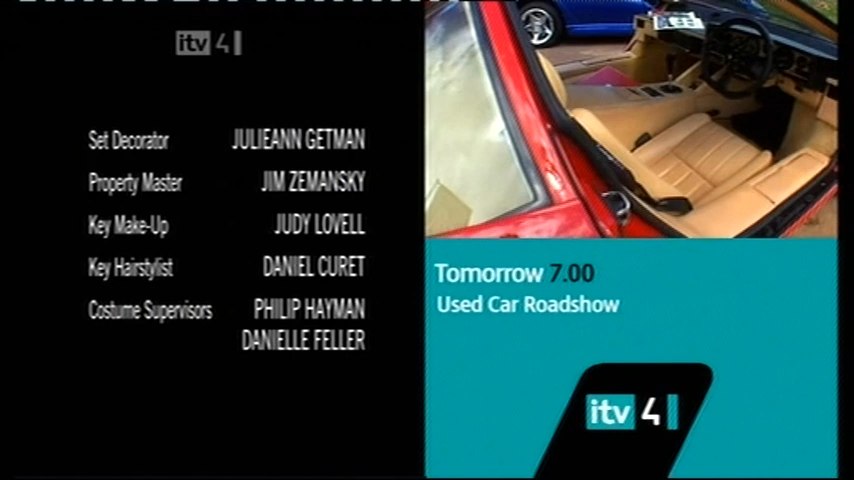 itv 4
Set Decorator JULIEANN GETMAN
Property Master JIM ZEMANSKY
Key Make-Up JUDY LOVELL
Key Hairstylist DANIEL CURET
Costume Supervisors PHILIP HAYMAN
DANIELLE FELLER
Tomorrow 7.00
Used Car Roadshow
itv 4